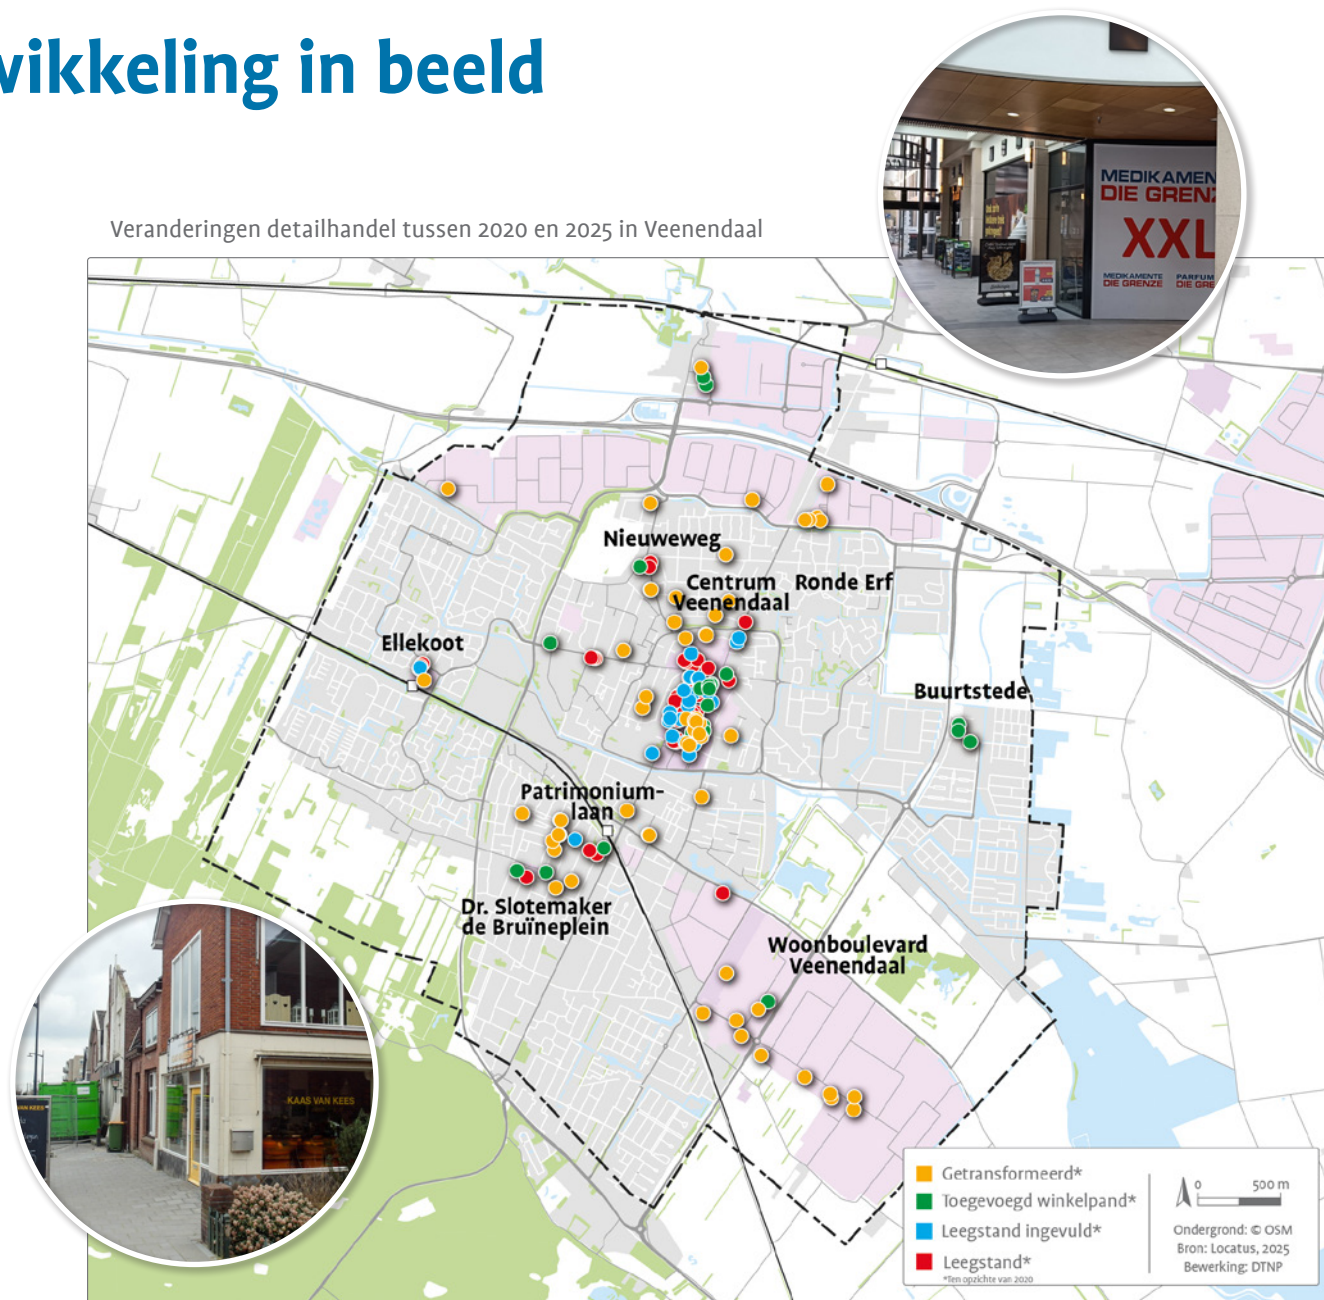 wikkeling in beeld
MEDIKAMEN
DIE GRENZ
XXL
MEDIKAMENTE
DIE GRENZE
PARFUM
DIE GRE
Veranderingen detailhandel tussen 2020 en 2025 in Veenendaal
Nieuweweg
Centrum
Veenendaal
Ronde Erf
Ellekoot
Buurtstede
Patrimonium-
laan
Dr. Slotemaker
de Bruïneplein
Woonboulevard
Veenendaal
KAAS VAN KEES
VAN KEES
Getransformeerd*
Toegevoegd winkelpand*
Leegstand ingevuld*
Leegstand*
*Ten opzichte van 2020
0 500 m
Ondergrond: © OSM
Bron: Locatus, 2025
Bewerking: DTNP